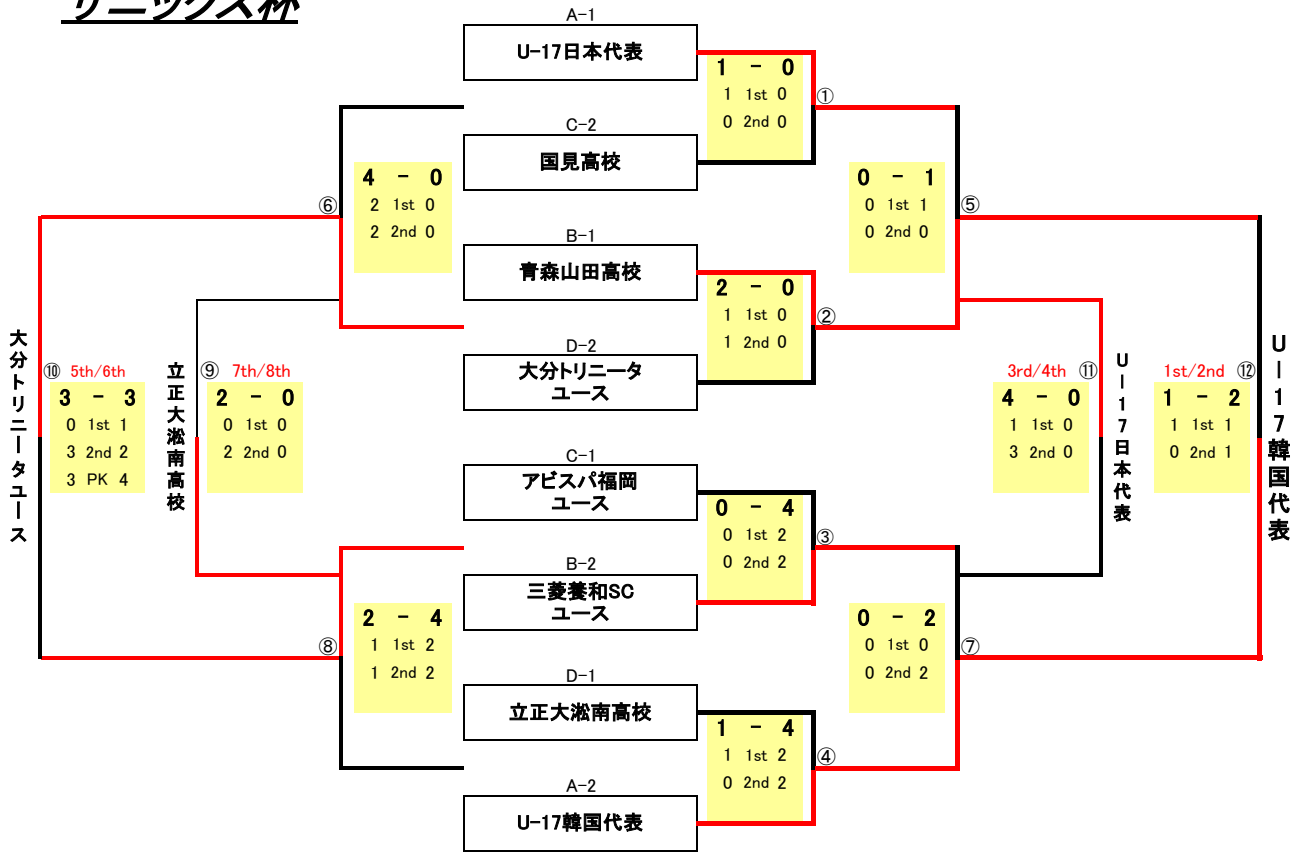 サニックス杯
A-1
U-17日本代表
1 - 0
1 1st 0
0 2nd 0
①
C-2
国見高校
4 - 0
2 1st 0
2 2nd 0
⑥
0 - 1
0 1st 1
0 2nd 0
⑤
B-1
青森山田高校
2 - 0
1 1st 0
1 2nd 0
②
D-2
大分トリニータ
ユース
大分トリニータユース
⑩ 5th/6th
3 - 3
0 1st 1
3 2nd 2
3 PK 4
立正大淞南高校
⑨ 7th/8th
2 - 0
0 1st 0
2 2nd 0
3rd/4th ⑪
4 - 0
1 1st 0
3 2nd 0
U-17日本代表
1st/2nd ⑫
1 - 2
1 1st 1
0 2nd 1
U-17韓国代表
C-1
アビスパ福岡
ユース
0 - 4
0 1st 2
0 2nd 2
③
B-2
三菱養和SC
ユース
2 - 4
1 1st 2
1 2nd 2
⑧
0 - 2
0 1st 0
0 2nd 2
⑦
D-1
立正大淞南高校
1 - 4
1 1st 2
0 2nd 2
④
A-2
U-17韓国代表